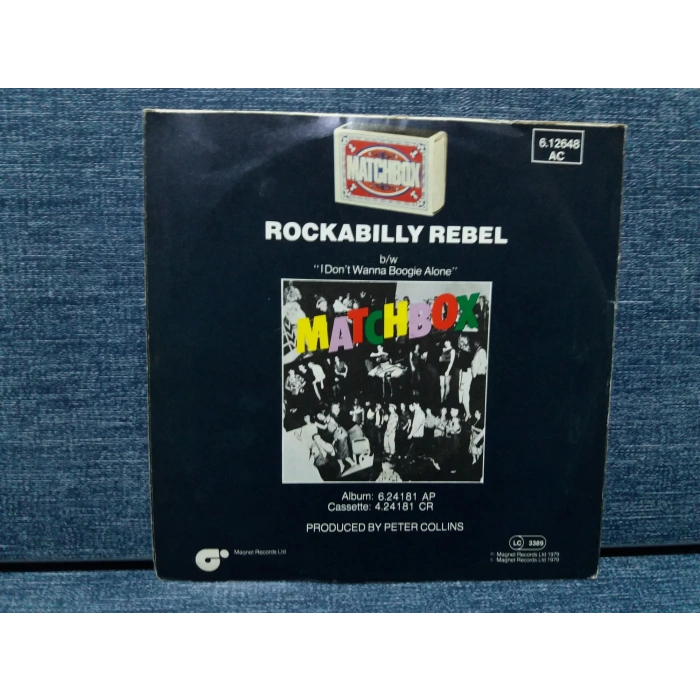 MATCHBOX
6.12648
AC
ROCKABILLY REBEL
b/w
"I Don't Wanna Boogie Alone"
MATCHBOX
Album: 6.24181 AP
Cassette: 4.24181 CR
PRODUCED BY PETER COLLINS
Magnet Records Ltd
LC 3389
℗ Magnet Records Ltd 1979
© Magnet Records Ltd 1979